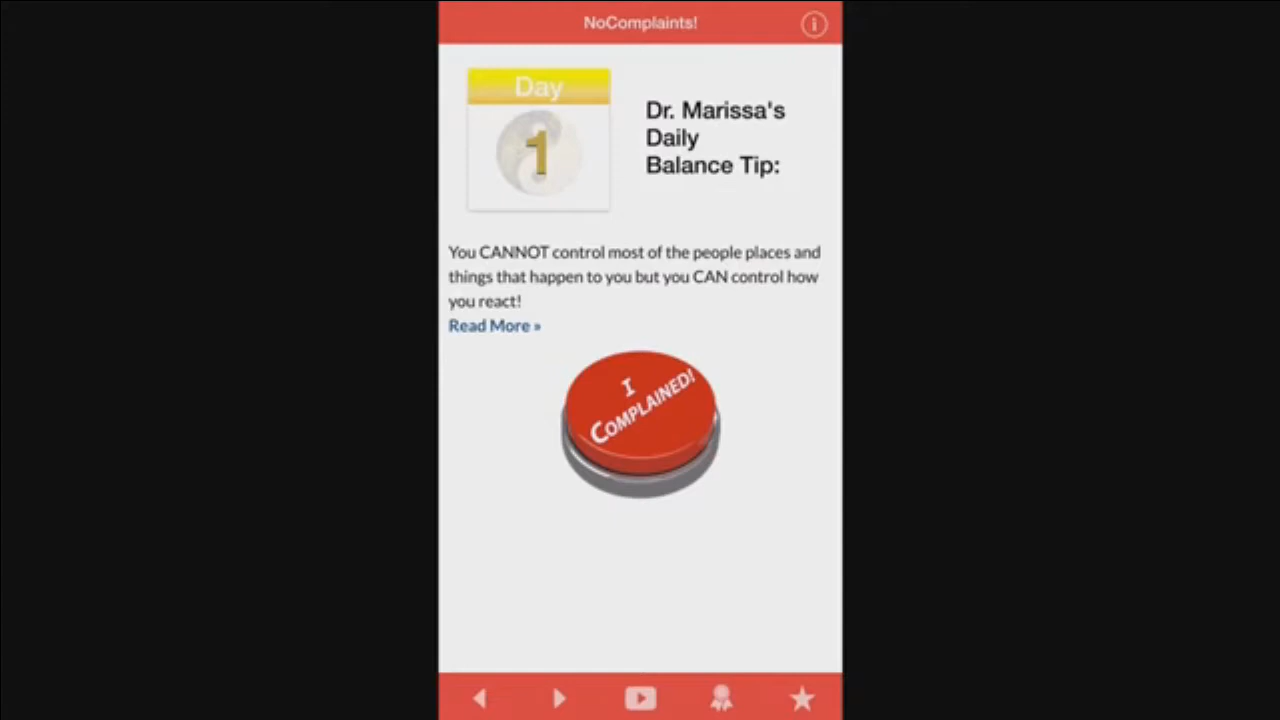 NoComplaints!
Day
1
Dr. Marissa's
Daily
Balance Tip:
You CANNOT control most of the people places and
things that happen to you but you CAN control how
you react!
Read More »
I
COMPLAINED!